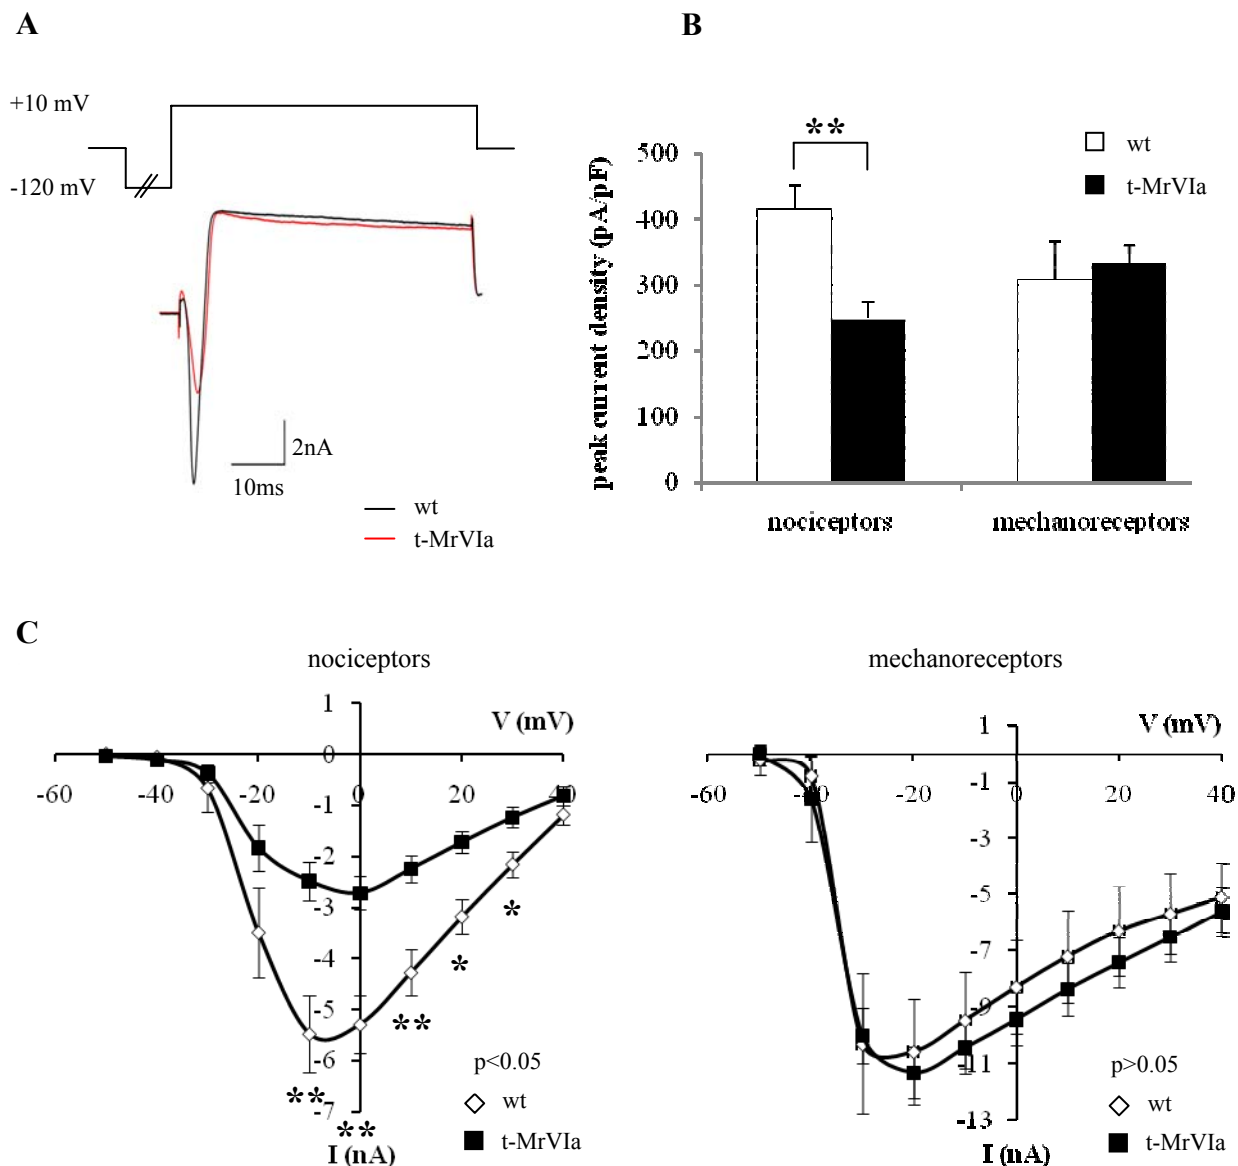 A
+10 mV
-120 mV
2nA
10ms
wt
t-MrVIa
B
**
wt
t-MrVIa
peak current density (pA/pF)
500
400
300
200
100
0
nociceptors
mechanoreceptors
C
nociceptors
V (mV)
1
0
-60
-40
-20
20
40
-1
-2
-3
-4
-5
-6
-7
*
*
**
**
**
I (nA)
p<0.05
wt
t-MrVIa
mechanoreceptors
V (mV)
1
-60
-40
-20
0
20
40
-1
-3
-5
-7
-9
-11
-13
I (nA)
p>0.05
wt
t-MrVIa